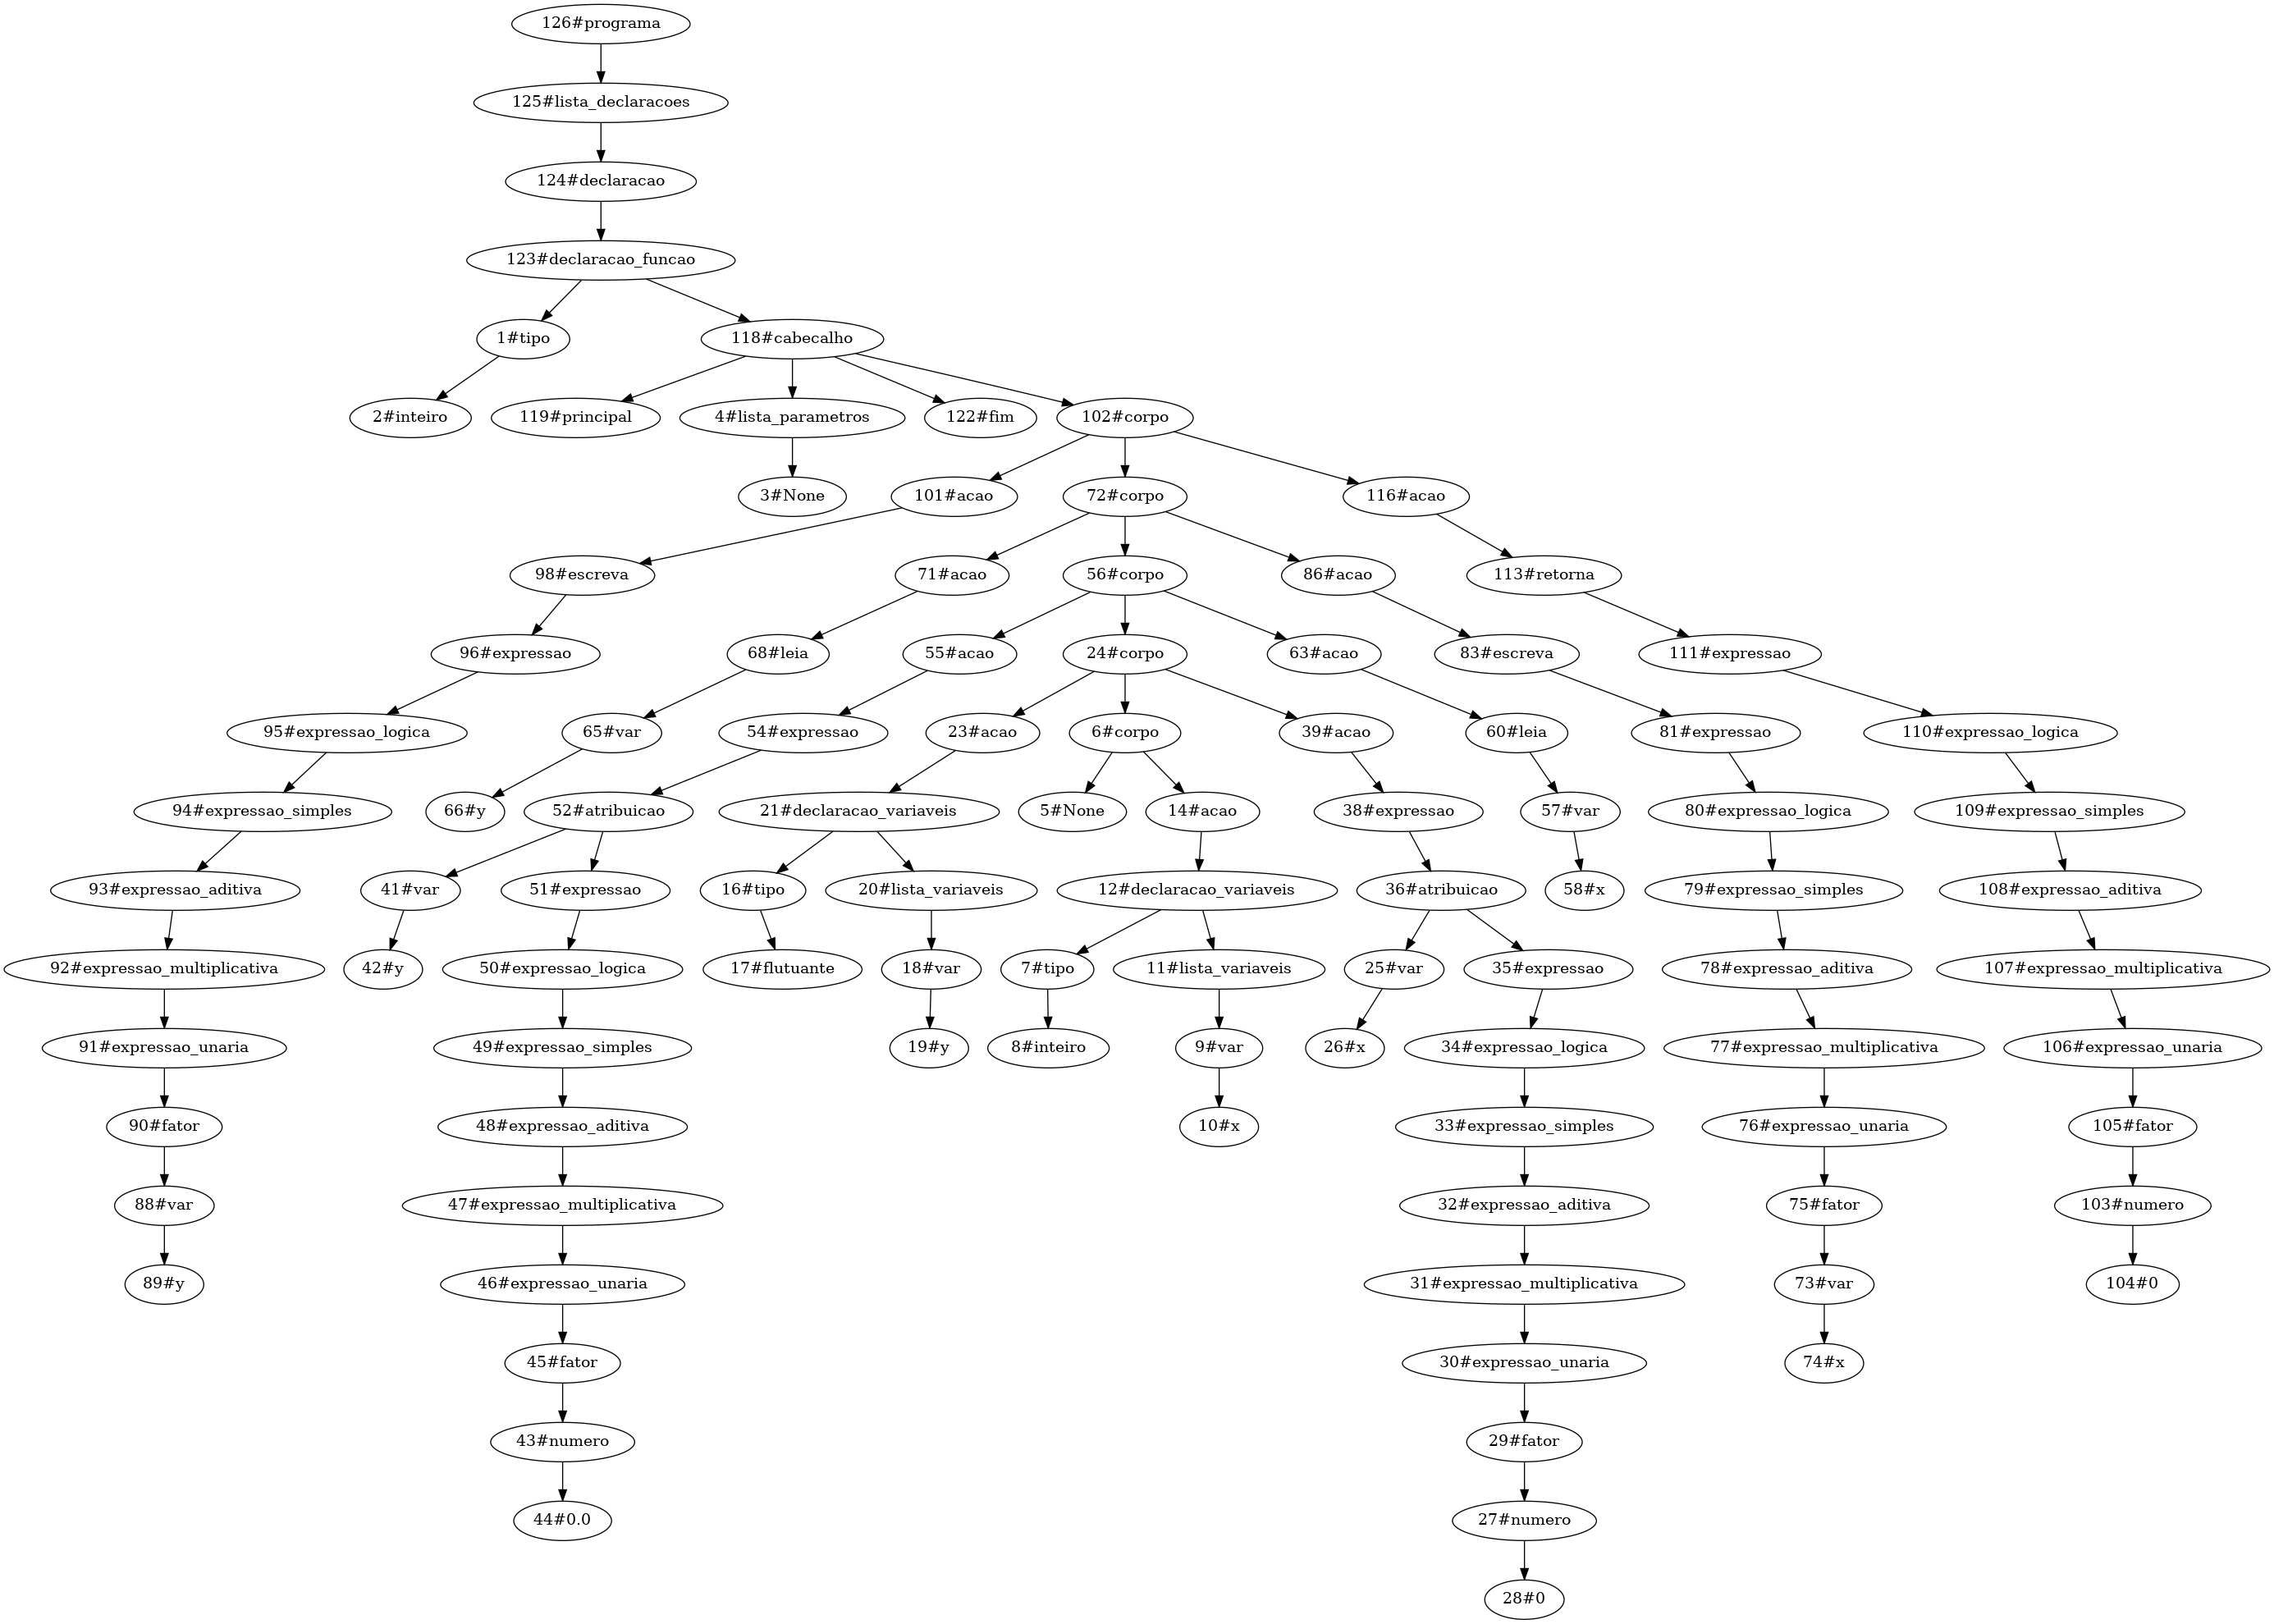 126#programa
125#lista_declaracoes
124#declaracao
123#declaracao_funcao
1#tipo
118#cabecalho
2#inteiro
119#principal
4#lista_parametros
122#fim
102#corpo
3#None
101#acao
72#corpo
116#acao
98#escreva
71#acao
56#corpo
86#acao
113#retorna
96#expressao
68#leia
55#acao
24#corpo
63#acao
83#escreva
111#expressao
95#expressao_logica
65#var
54#expressao
23#acao
6#corpo
39#acao
60#leia
81#expressao
110#expressao_logica
94#expressao_simples
66#y
52#atribuicao
21#declaracao_variaveis
5#None
14#acao
38#expressao
57#var
80#expressao_logica
109#expressao_simples
93#expressao_aditiva
41#var
51#expressao
16#tipo
20#lista_variaveis
12#declaracao_variaveis
36#atribuicao
58#x
79#expressao_simples
108#expressao_aditiva
92#expressao_multiplicativa
42#y
50#expressao_logica
17#flutuante
18#var
7#tipo
11#lista_variaveis
25#var
35#expressao
78#expressao_aditiva
107#expressao_multiplicativa
91#expressao_unaria
49#expressao_simples
19#y
8#inteiro
9#var
26#x
34#expressao_logica
77#expressao_multiplicativa
106#expressao_unaria
90#fator
48#expressao_aditiva
10#x
33#expressao_simples
76#expressao_unaria
105#fator
88#var
47#expressao_multiplicativa
32#expressao_aditiva
75#fator
103#numero
89#y
46#expressao_unaria
31#expressao_multiplicativa
73#var
104#0
45#fator
30#expressao_unaria
74#x
43#numero
29#fator
44#0.0
27#numero
28#0